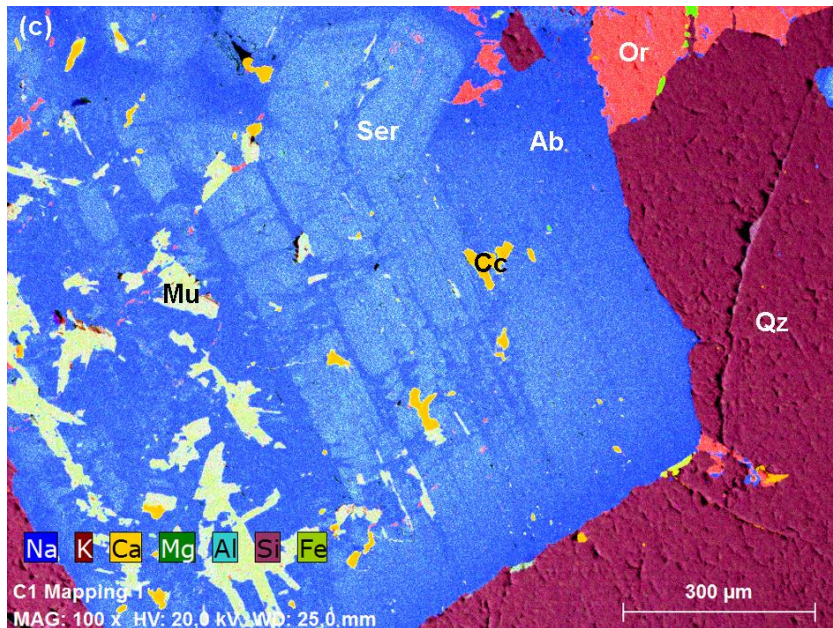 (c)
Or
Ser
Ab
Cc
Mu
Qz
Na K Ca Mg Al Si Fe
C1 Mapping 1
300 µm
MAG: 100 x HV: 20,0 kV WD: 25,0 mm